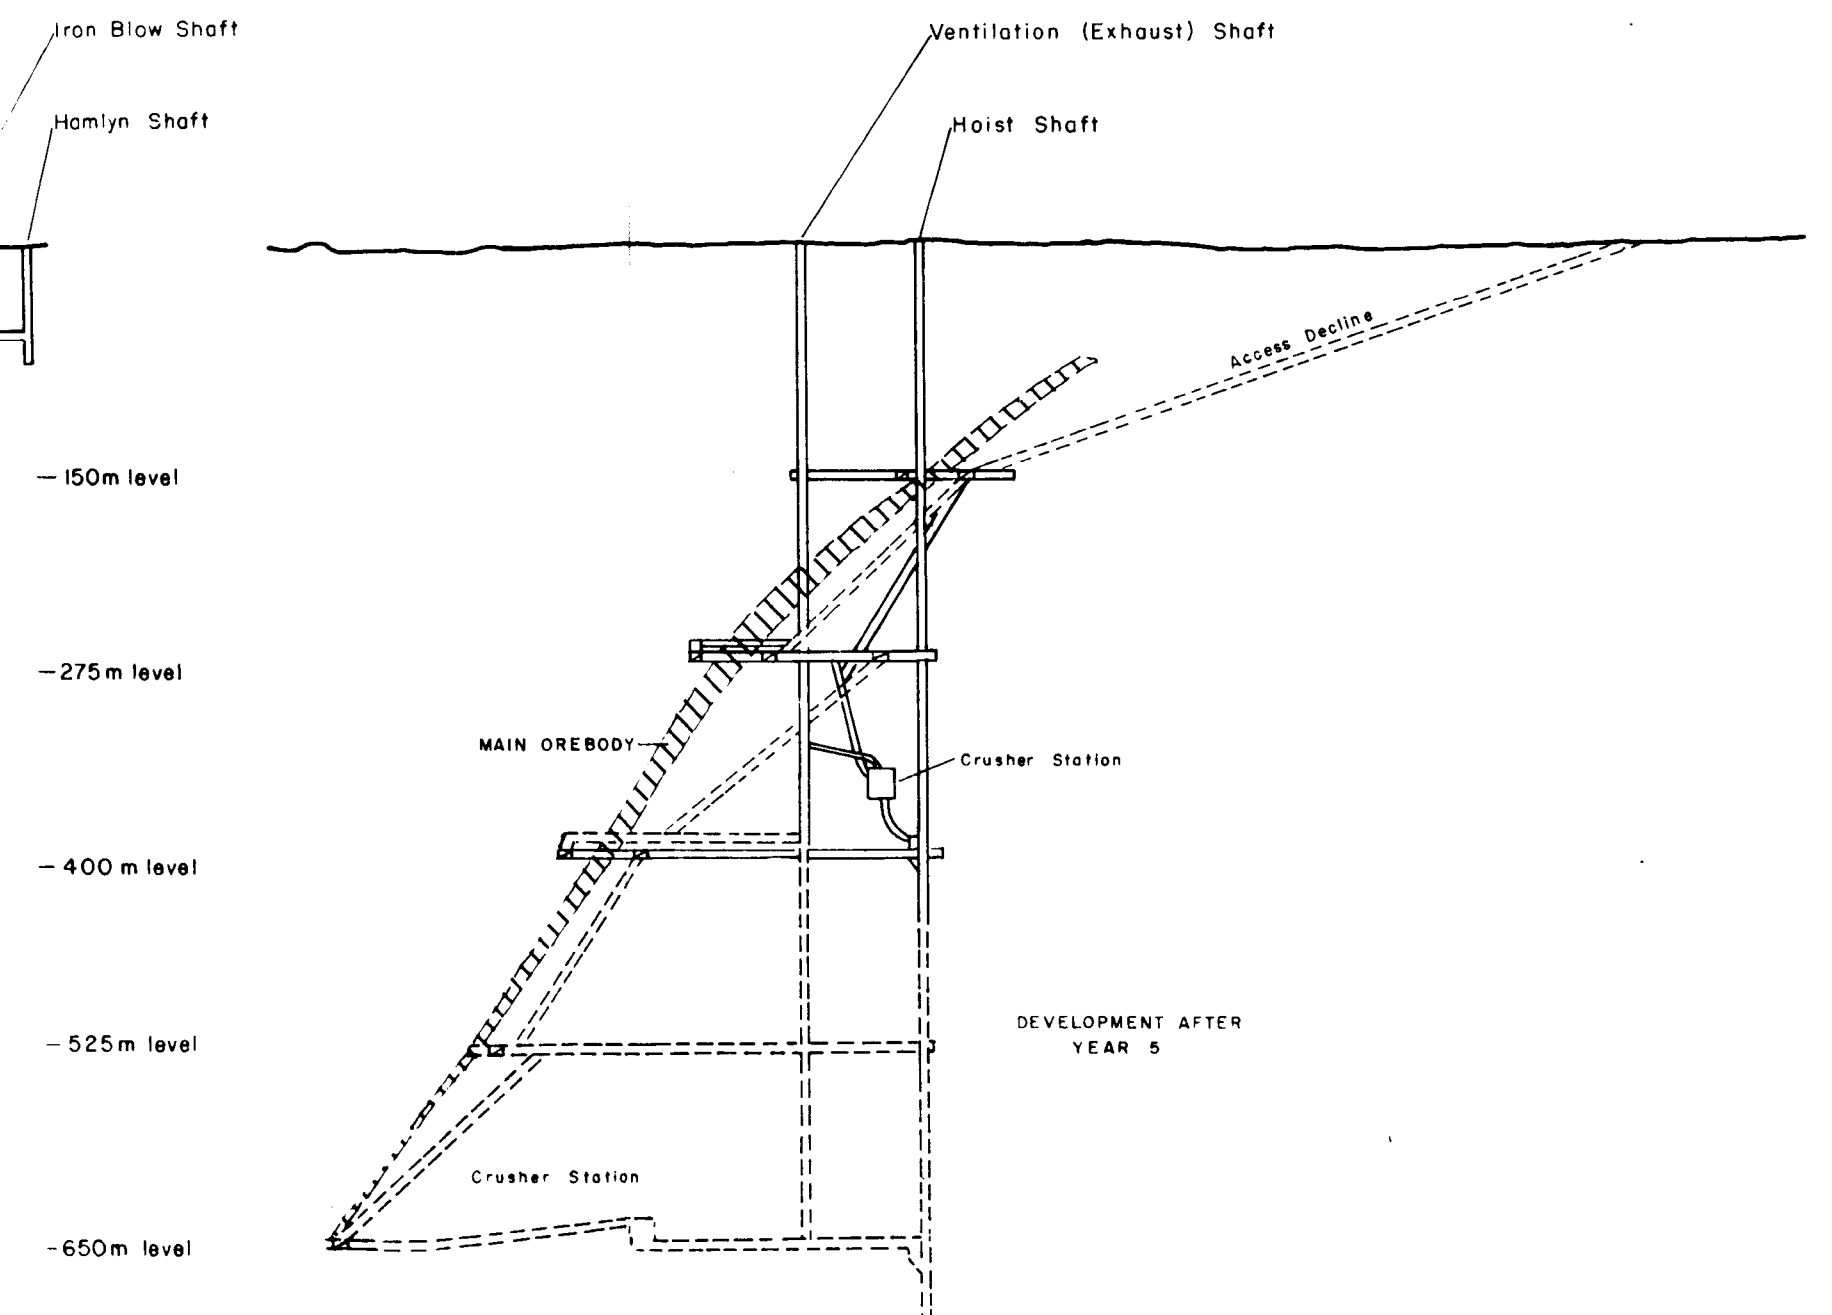 Iron Blow Shaft
Ventilation (Exhaust) Shaft
Hamlyn Shaft
Hoist Shaft
Access Decline
— 150m level
— 275m level
MAIN OREBODY
Crusher Station
— 400 m level
DEVELOPMENT AFTER
YEAR 5
— 525m level
Crusher Station
-650m level